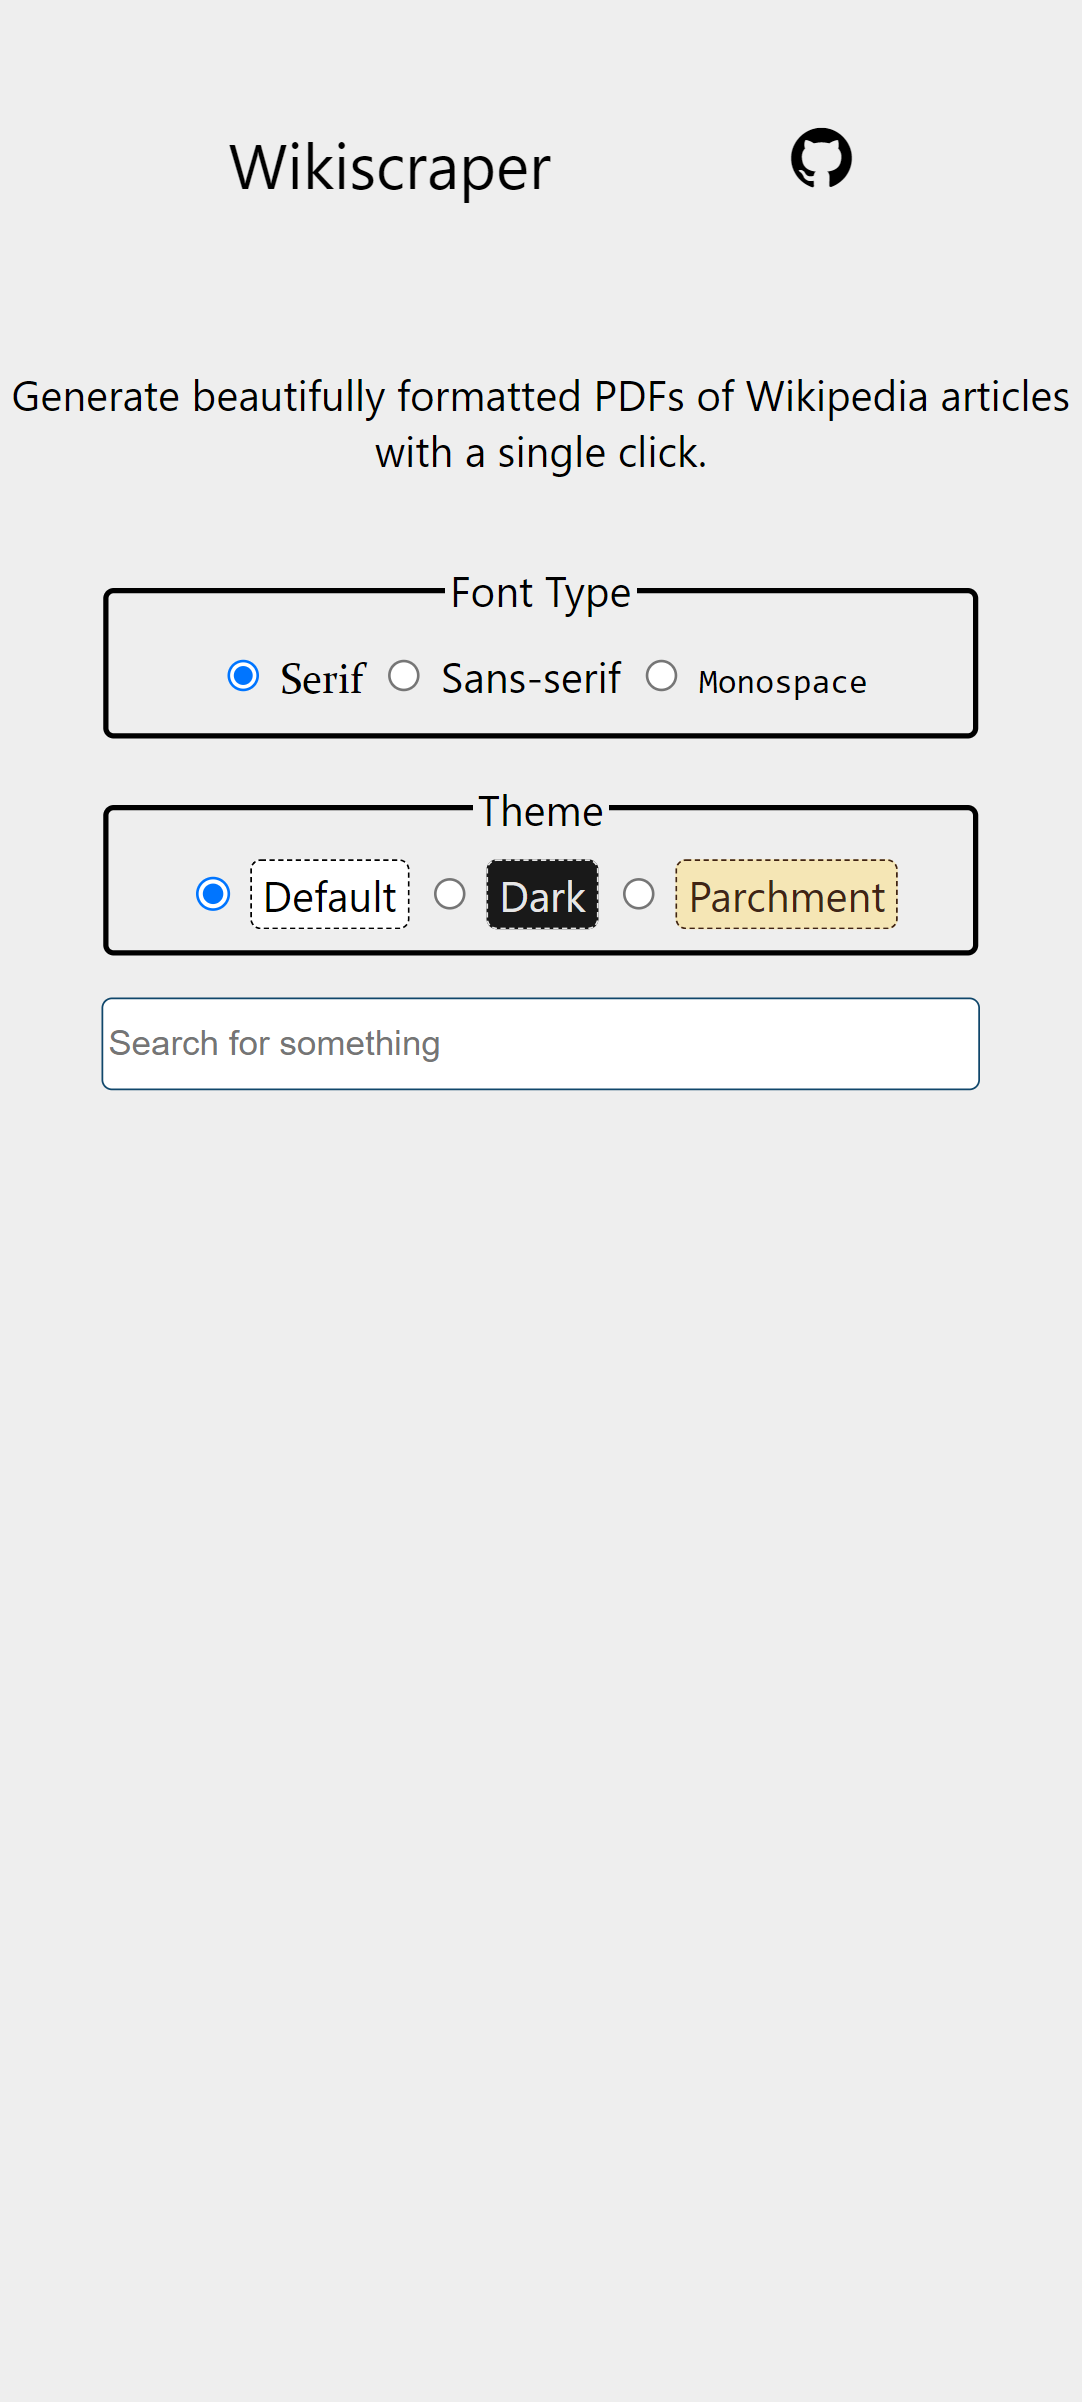 Wikiscraper
Generate beautifully formatted PDFs of Wikipedia articles
with a single click.
Font Type
Serif Sans-serif Monospace
Theme
Default Dark Parchment
Search for something